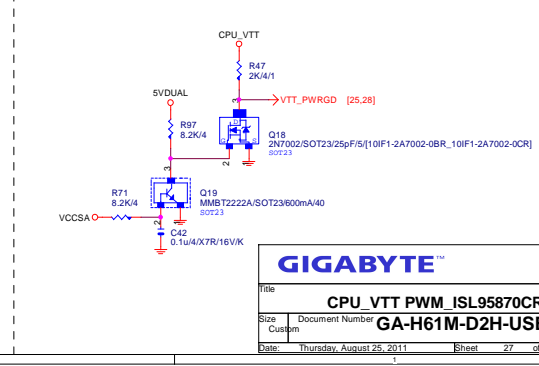 CPU_VTT
R47
2K/4/1
3
VTT_PWRGD [25,28]
5VDUAL
R97
8.2K/4
Q18
2N7002/SOT23/25pF/5/[10IF1-2A7002-0BR_10IF1-2A7002-0CR]
SOT23
2
3
R71
8.2K/4
Q19
MMBT2222A/SOT23/600mA/40
SOT23
VCCSA
2
C42
0.1u/4/X7R/16V/K
GIGABYTE™
Title
CPU_VTT PWM_ISL95870CR
Size
Custom
Document Number
GA-H61M-D2H-USB
Date: Thursday, August 25, 2011 Sheet 27 of
1